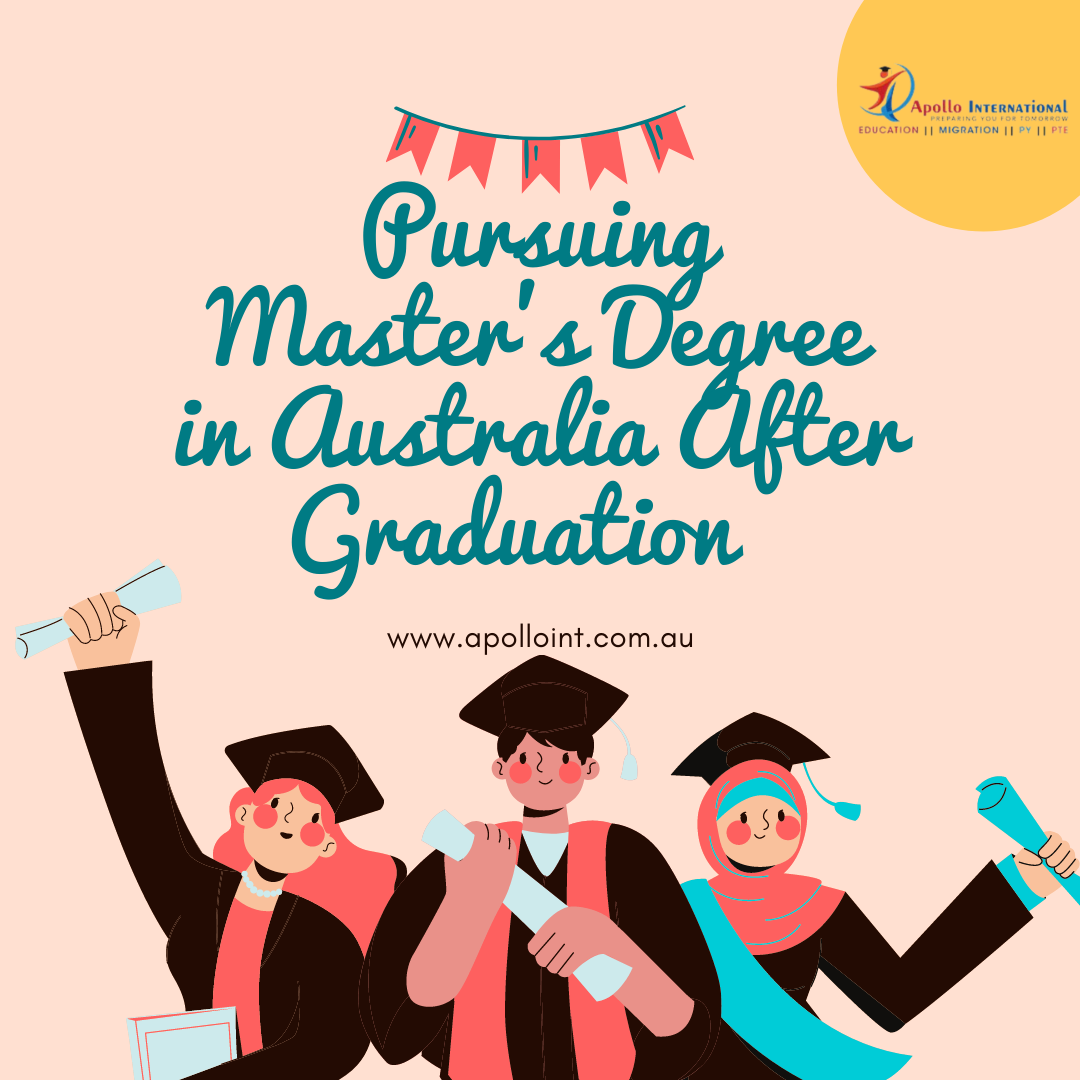 Apollo INTERNATIONAL
PREPARING YOU FOR TOMORROW
EDUCATION || MIGRATION || PY || PTE
Pursuing
Master's Degree
in Australia After
Graduation
www.apolloint.com.au